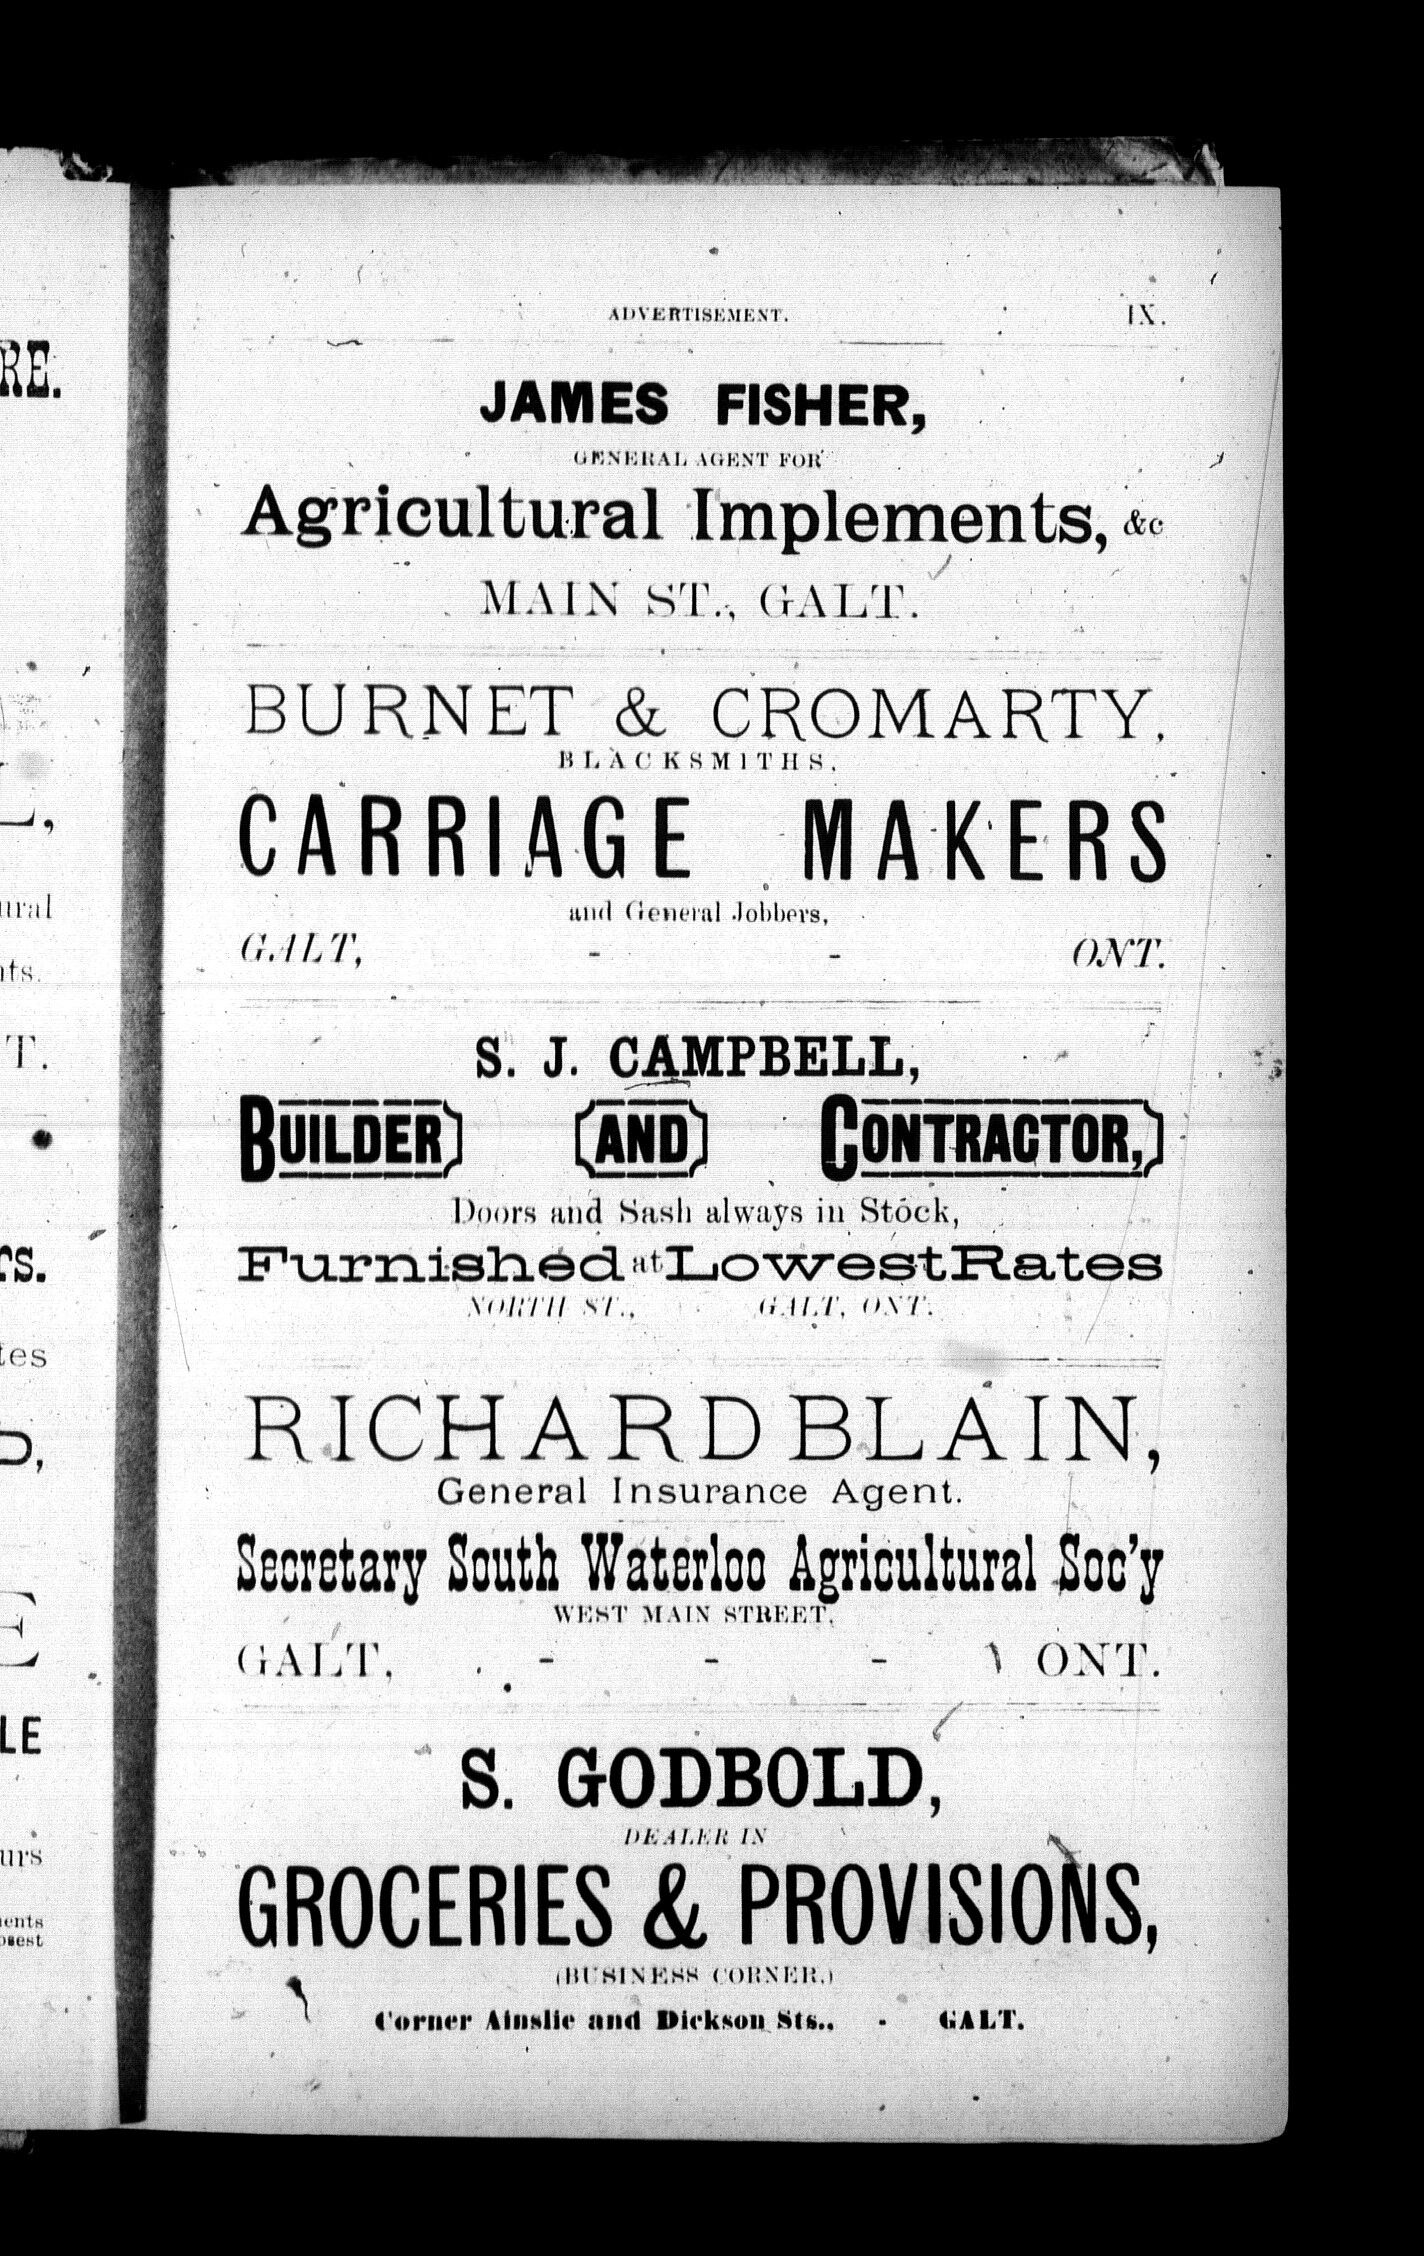 ADVERTISEMENT. IX.
JAMES FISHER,
GENERAL AGENT FOR
Agricultural Implements, &c
MAIN ST., GALT.
BURNET & CROMARTY,
BLACKSMITHS,
CARRIAGE MAKERS
and General Jobbers,
GALT, - - ONT.
S. J. CAMPBELL,
BUILDER AND CONTRACTOR,
Doors and Sash always in Stock,
Furnished at Lowest Rates
NORTH ST., GALT, ONT.
RICHARD BLAIN,
General Insurance Agent.
Secretary South Waterloo Agricultural Soc'y
WEST MAIN STREET,
GALT, - - - ONT.
S. GODBOLD,
DEALER IN
GROCERIES & PROVISIONS,
(BUSINESS CORNER,)
Corner Ainslie and Dickson Sts., - GALT.